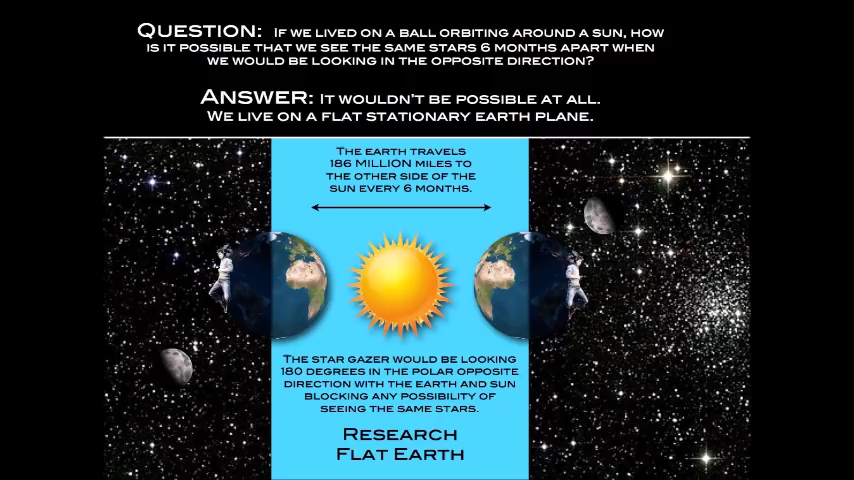 QUESTION: IF WE LIVED ON A BALL ORBITING AROUND A SUN, HOW
IS IT POSSIBLE THAT WE SEE THE SAME STARS 6 MONTHS APART WHEN
WE WOULD BE LOOKING IN THE OPPOSITE DIRECTION?
ANSWER: IT WOULDN'T BE POSSIBLE AT ALL.
WE LIVE ON A FLAT STATIONARY EARTH PLANE.
THE EARTH TRAVELS
186 MILLION MILES TO
THE OTHER SIDE OF THE
SUN EVERY 6 MONTHS.
THE STAR GAZER WOULD BE LOOKING
180 DEGREES IN THE POLAR OPPOSITE
DIRECTION WITH THE EARTH AND SUN
BLOCKING ANY POSSIBILITY OF
SEEING THE SAME STARS.
RESEARCH
FLAT EARTH